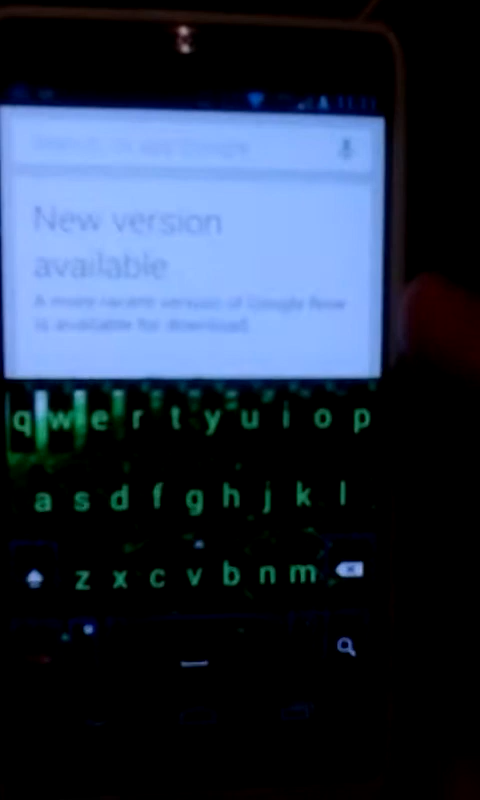 New version
available
A more recent version of Google Now
is available for download.
q w e r t y u i o p
a s d f g h j k l
z x c v b n m